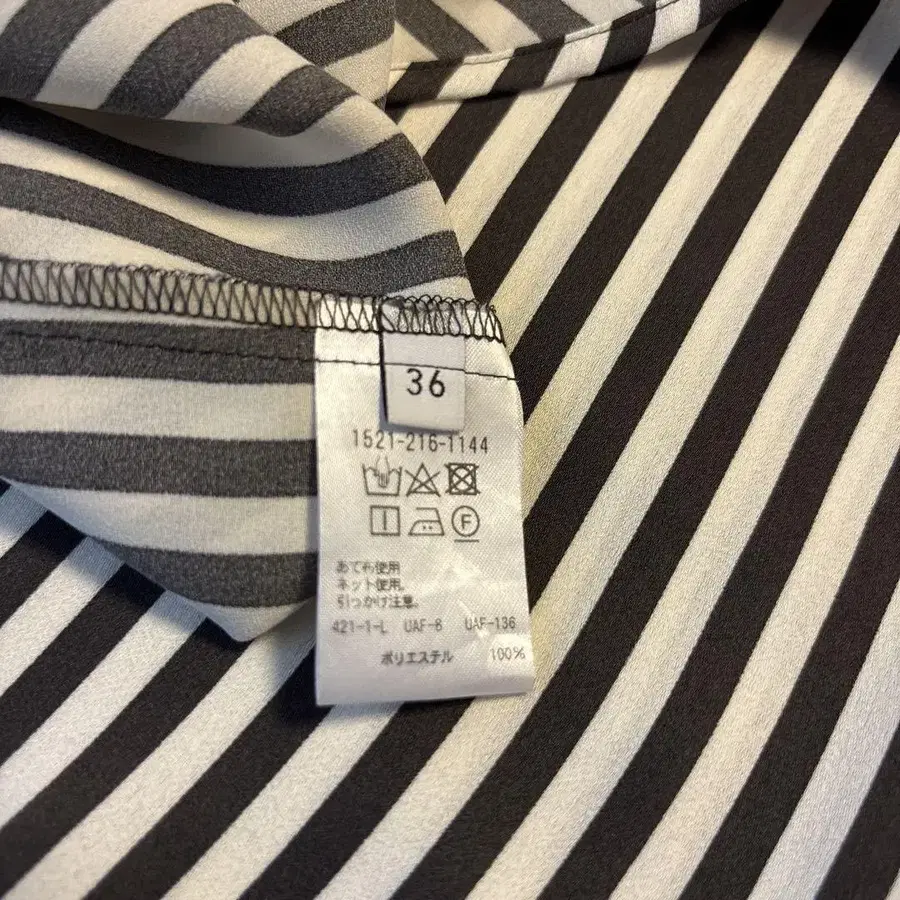 36
1521-216-1144
F
あて布使用
ネット使用。
引っかけ注意。
421-1-L UAF-8 UAF-136
ポリエステル 100%